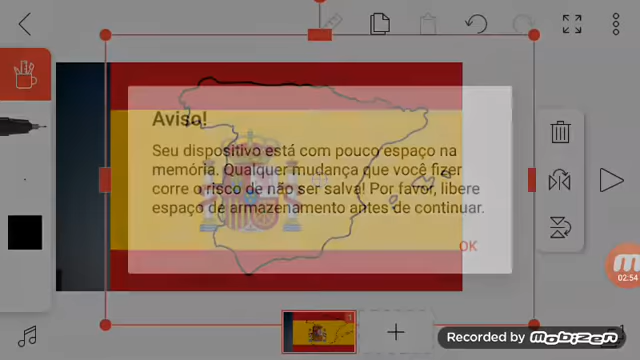 Aviso!
Seu dispositivo está com pouco espaço na
memória. Qualquer mudança que você fizer
corre o risco de não ser salva! Por favor, libere
espaço de armazenamento antes de continuar.
OK
02:54
Recorded by mobizen